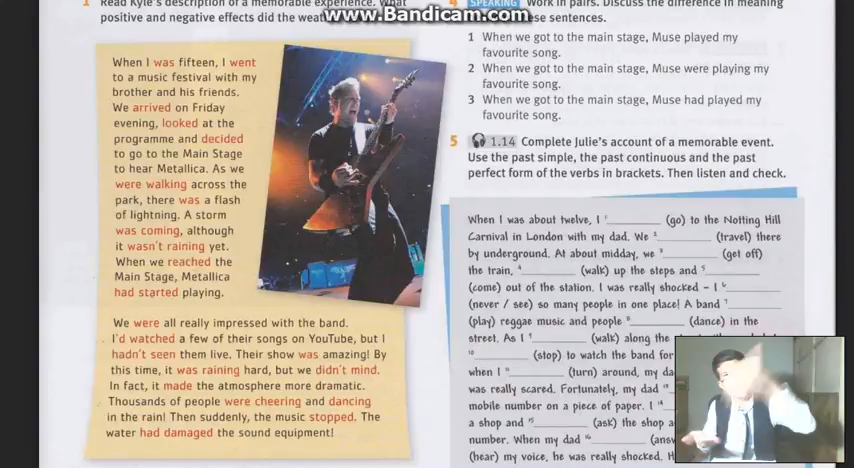 1 Read Kyle's description of a memorable experience. What
positive and negative effects did the
www.Bandicam.com
When I was fifteen, I went
to a music festival with my
brother and his friends.
We arrived on Friday
evening, looked at the
programme and decided
to go to the Main Stage
to hear Metallica. As we
were walking across the
park, there was a flash
of lightning. A storm
was coming, although
it wasn't raining yet.
When we reached the
Main Stage, Metallica
had started playing.
We were all really impressed with the band.
I'd watched a few of their songs on YouTube, but I
hadn't seen them live. Their show was amazing! By
this time, it was raining hard, but we didn't mind.
In fact, it made the atmosphere more dramatic.
Thousands of people were cheering and dancing
in the rain! Then suddenly, the music stopped. The
water had damaged the sound equipment!
4 SPEAKING Work in pairs. Discuss the difference in meaning
these sentences.
1 When we got to the main stage, Muse played my
favourite song.
2 When we got to the main stage, Muse were playing my
favourite song.
3 When we got to the main stage, Muse had played my
favourite song.
5 1.14 Complete Julie's account of a memorable event.
Use the past simple, the past continuous and the past
perfect form of the verbs in brackets. Then listen and check.
When I was about twelve, I 1________ (go) to the Notting Hill
Carnival in London with my dad. We 2________ (travel) there
by underground. At about midday, we 3________ (get off)
the train, 4________ (walk) up the steps and 5________
(come) out of the station. I was really shocked – I 6________
(never / see) so many people in one place! A band 7________
(play) reggae music and people 8________ (dance) in the
street. As I 9________ (walk) along the
10________ (stop) to watch the band for
when I 11________ (turn) around, my
was really scared. Fortunately, my dad
mobile number on a piece of paper. I 14
a shop and 15________ (ask) the shop
number. When my dad 16________
(hear) my voice, he was really shocked.